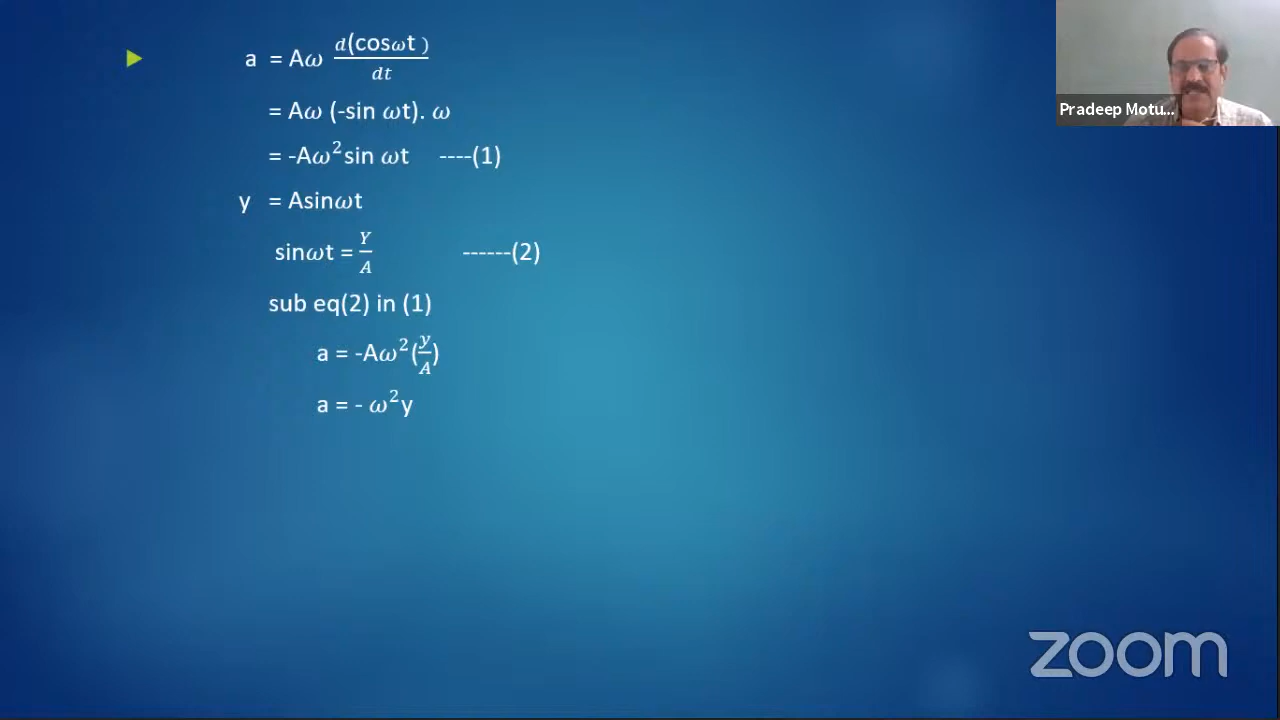 a = A𝜔 𝑑(cos𝜔t )/𝑑𝑡
= A𝜔 (-sin 𝜔t). 𝜔
= -A𝜔²sin 𝜔t ----(1)
y = Asin𝜔t
sin𝜔t = 𝑌/𝐴 ------(2)
sub eq(2) in (1)
a = -A𝜔²(𝑦/𝐴)
a = - 𝜔²y
Pradeep Motu...
zoom